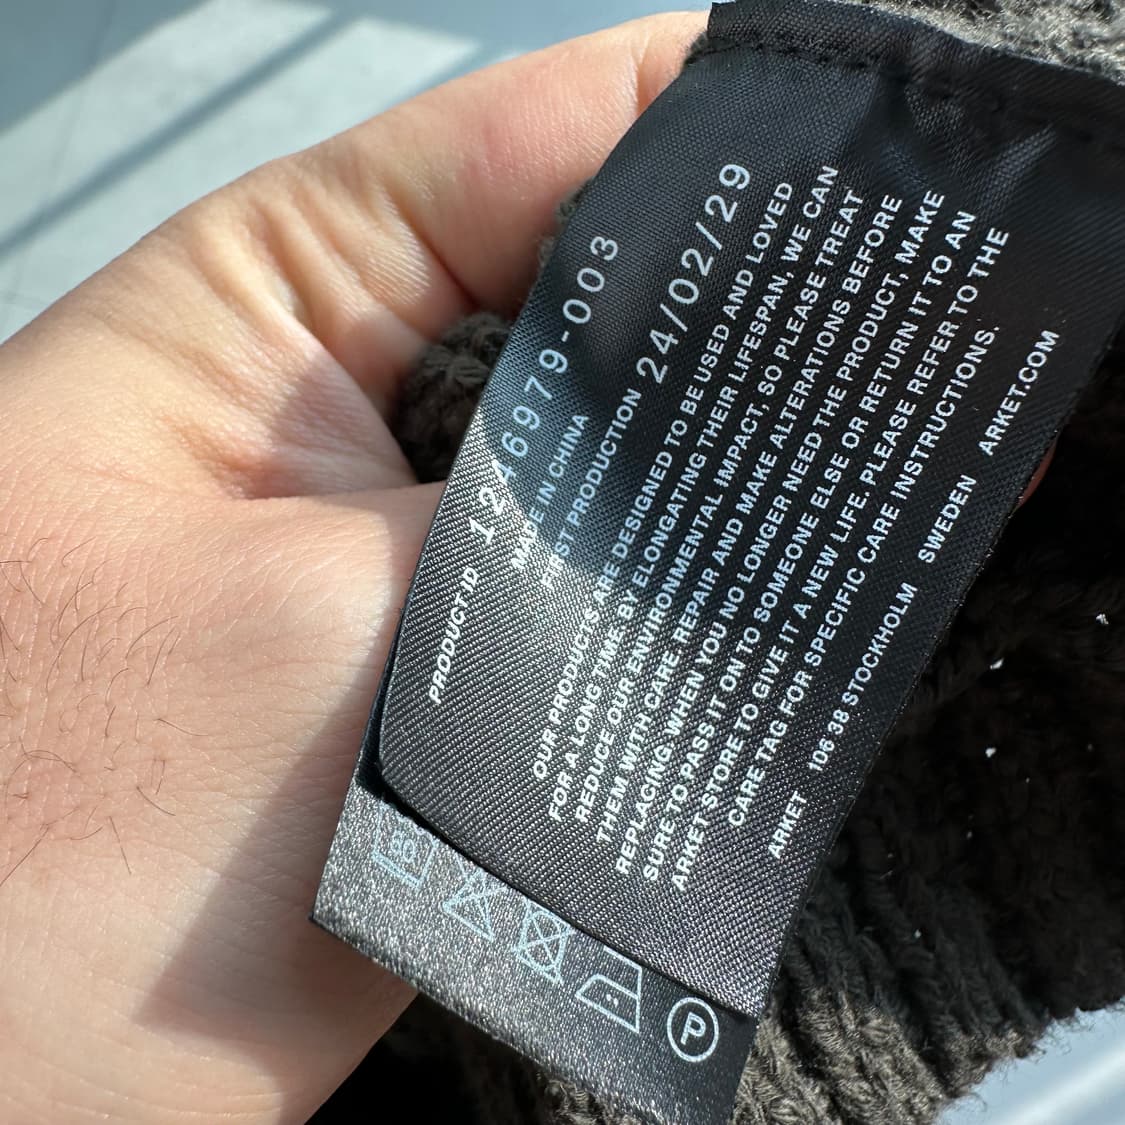 PRODUCT ID 1246979-003
MADE IN CHINA
FIRST PRODUCTION 24/02/29
OUR PRODUCTS ARE DESIGNED TO BE USED AND LOVED
FOR A LONG TIME. BY ELONGATING THEIR LIFESPAN, WE CAN
REDUCE OUR ENVIRONMENTAL IMPACT, SO PLEASE TREAT
THEM WITH CARE, REPAIR AND MAKE ALTERATIONS BEFORE
REPLACING. WHEN YOU NO LONGER NEED THE PRODUCT, MAKE
SURE TO PASS IT ON TO SOMEONE ELSE OR RETURN IT TO AN
ARKET STORE TO GIVE IT A NEW LIFE. PLEASE REFER TO THE
CARE TAG FOR SPECIFIC CARE INSTRUCTIONS.
ARKET 106 38 STOCKHOLM SWEDEN ARKET.COM
P